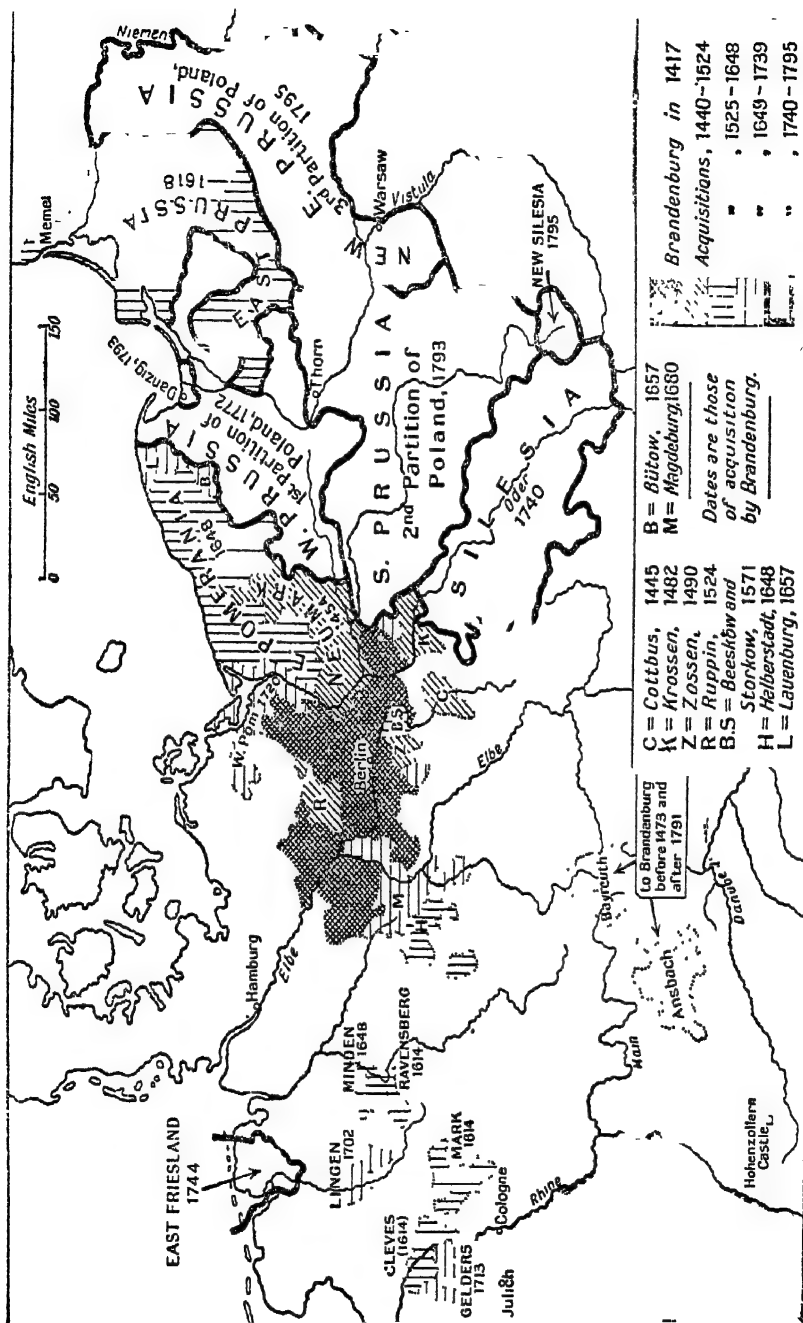 English Miles
0 50 100 150
Niemen
Memel
E. PRUSSIA
3rd Partition of Poland,
1795
EAST PRUSSIA 1618
Danzig, 1793
W. PRUSSIA
1st Partition of
Poland, 1772
Thorn
NEW
Warsaw
Vistula
S. PRUSSIA
2nd Partition of
Poland, 1793
NEW SILESIA
1795
SILESIA
Oder
1740
E. POMERANIA
1648
L
B
NEUMARK
W. Pom. 1720
Berlin
R
Z
B.S
C
K
M
H
Elbe
Hamburg
Elbe
EAST FRIESLAND
1744
LINGEN
1702
MINDEN
1648
RAVENSBERG
1614
MARK
1614
CLEVES
(1614)
GELDERS
1713
Julich
Cologne
Rhine
Main
Bayreuth
Ansbach
to Brandenburg
before 1473 and
after 1791
Danube
Hohenzollern
Castle
C = Cottbus, 1445
K = Krossen, 1482
Z = Zossen, 1490
R = Ruppin, 1524
B.S = Beeskow and
Storkow, 1571
H = Halberstadt, 1648
L = Lauenburg, 1657
B = Bütow, 1657
M = Magdeburg, 1680
Dates are those
of acquisition
by Brandenburg.
Brandenburg in 1417
Acquisitions, 1440-1524
" , 1525-1648
" , 1649-1739
" , 1740-1795